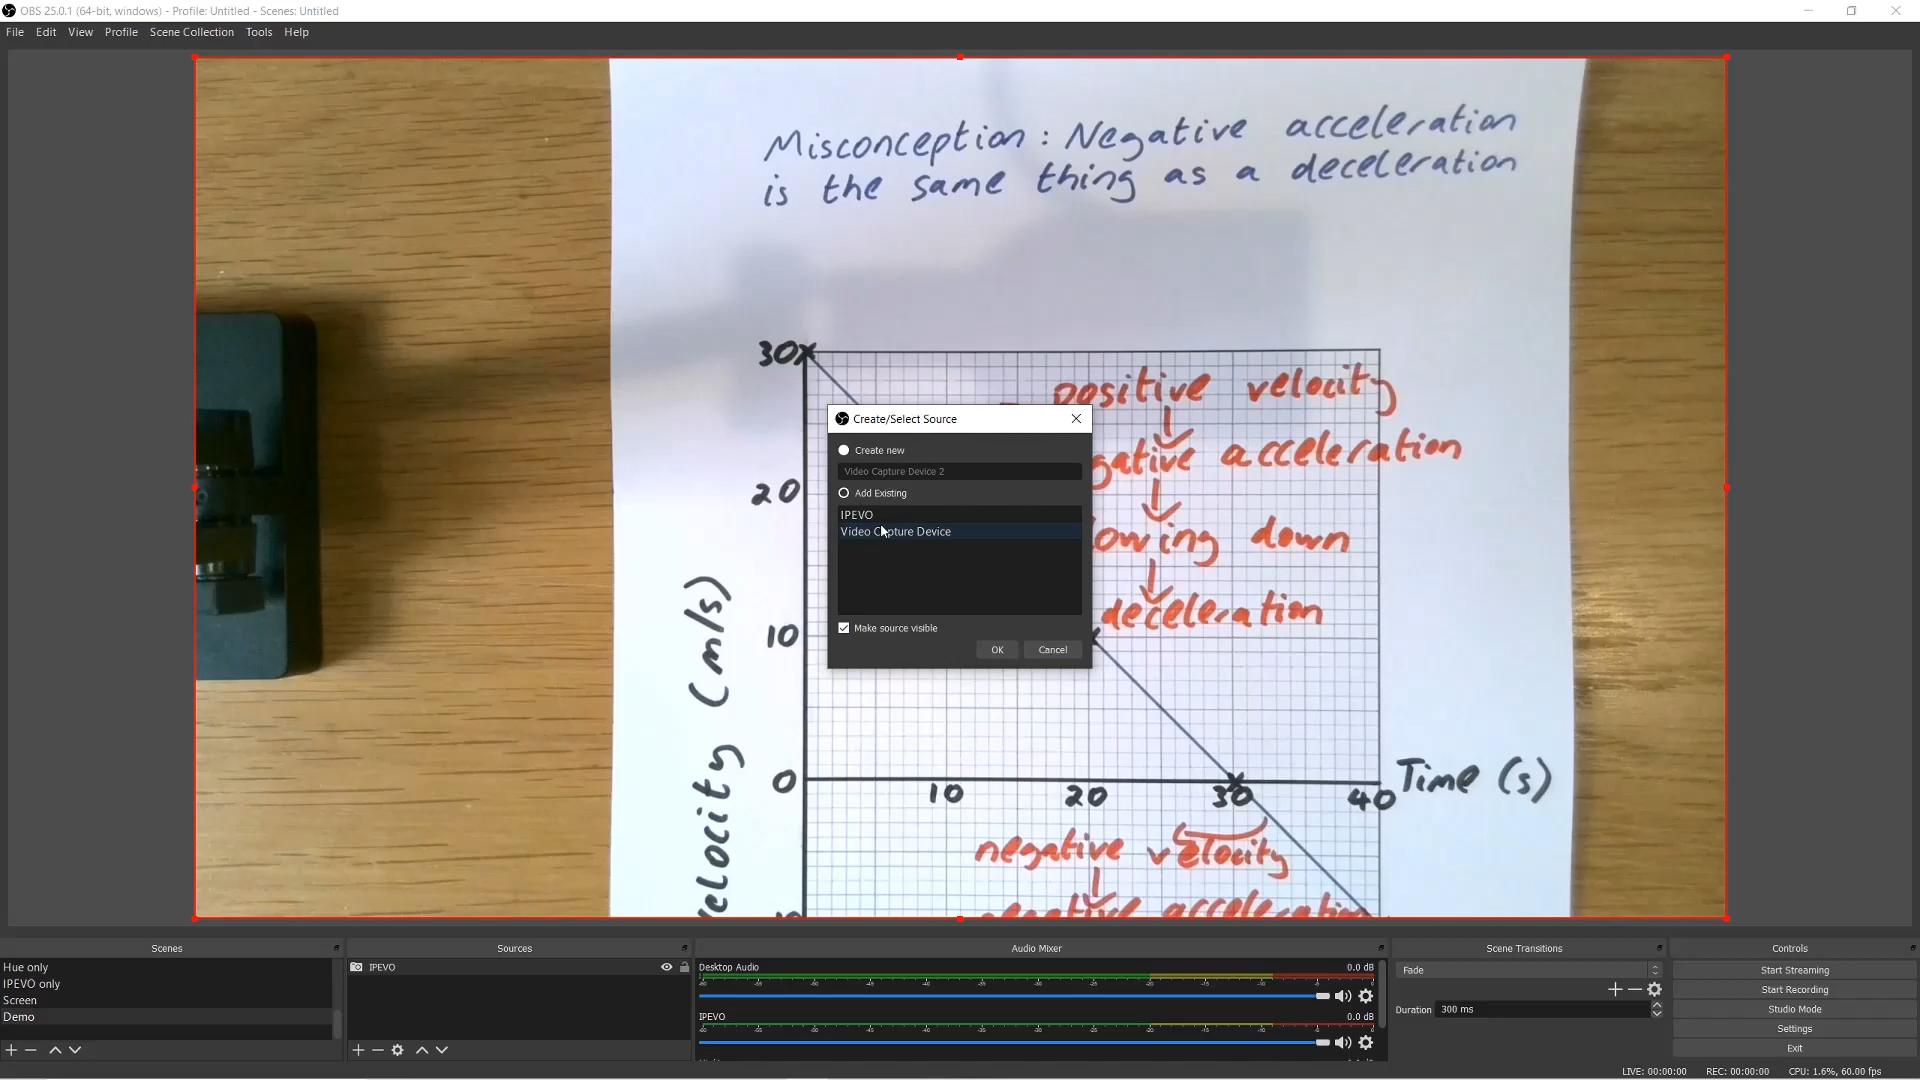 OBS 25.0.1 (64-bit, windows) - Profile: Untitled - Scenes: Untitled
File Edit View Profile Scene Collection Tools Help
Misconception : Negative acceleration
is the same thing as a deceleration
30
positive velocity
acceleration
20
down
deceleration
10
velocity (m/s)
0
10 20 30 40
Time (s)
negative velocity
negative acceleration
Create/Select Source
Create new
Video Capture Device 2
Add Existing
IPEVO
Video Capture Device
Make source visible
OK Cancel
Scenes
Hue only
IPEVO only
Screen
Demo
Sources
IPEVO
Audio Mixer
Desktop Audio 0.0 dB
IPEVO 0.0 dB
Scene Transitions
Fade
Duration 300 ms
Controls
Start Streaming
Start Recording
Studio Mode
Settings
Exit
LIVE: 00:00:00 REC: 00:00:00 CPU: 1.6%, 60.00 fps